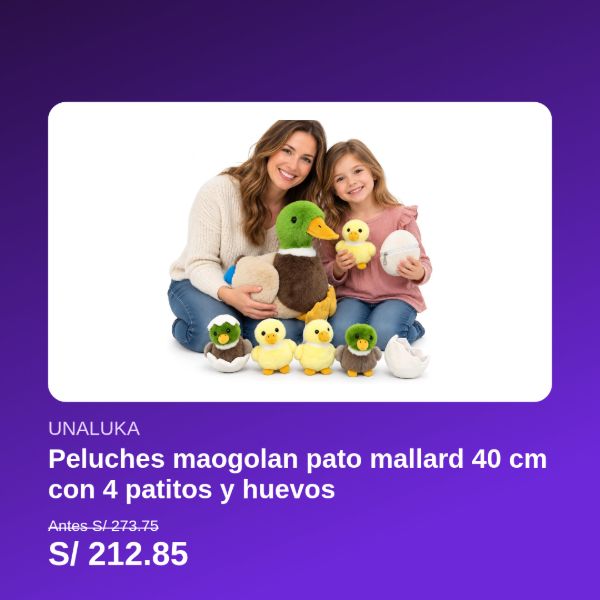 UNALUKA
Peluches maogolan pato mallard 40 cm
con 4 patitos y huevos
Antes S/ 273.75
S/ 212.85